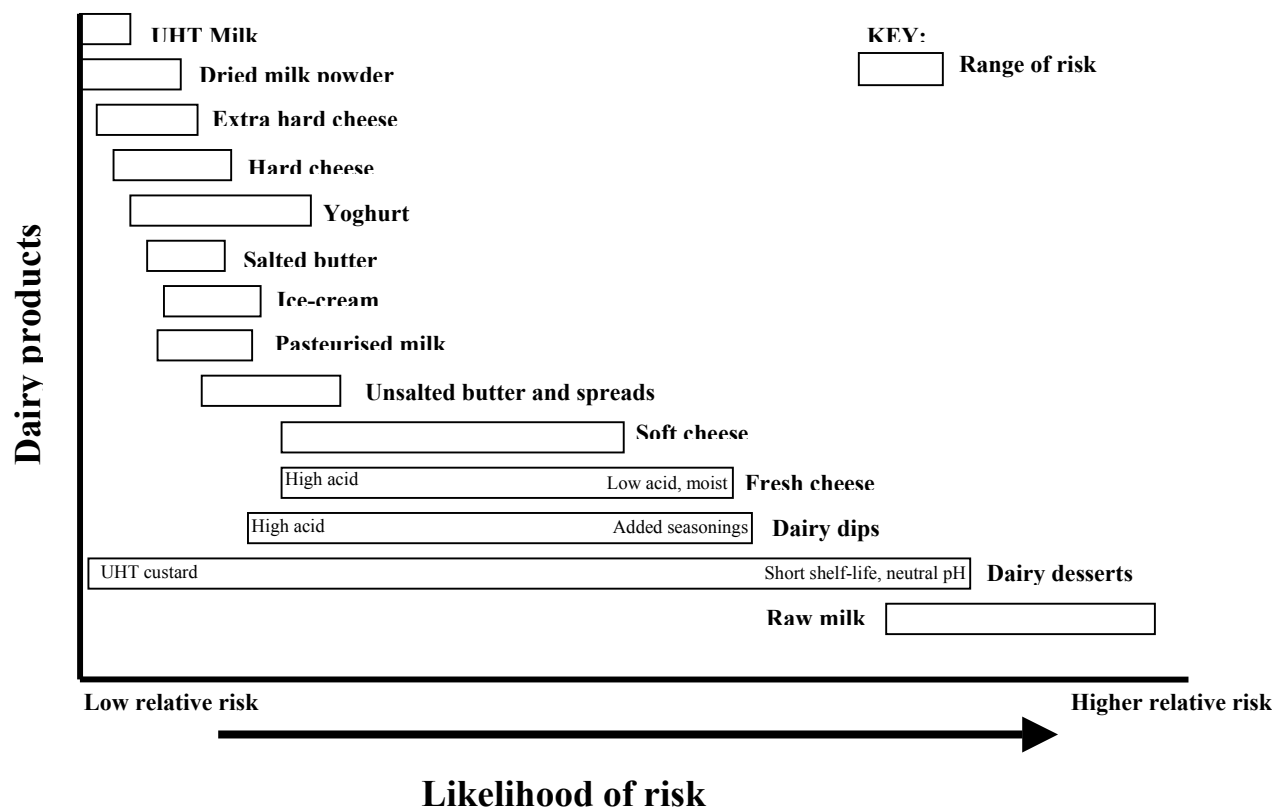 UHT Milk
KEY:
Range of risk
Dried milk powder
Extra hard cheese
Hard cheese
Yoghurt
Salted butter
Ice-cream
Pasteurised milk
Unsalted butter and spreads
Soft cheese
High acid Low acid, moist Fresh cheese
High acid Added seasonings Dairy dips
UHT custard Short shelf-life, neutral pH Dairy desserts
Raw milk
Dairy products
Low relative risk Higher relative risk
Likelihood of risk